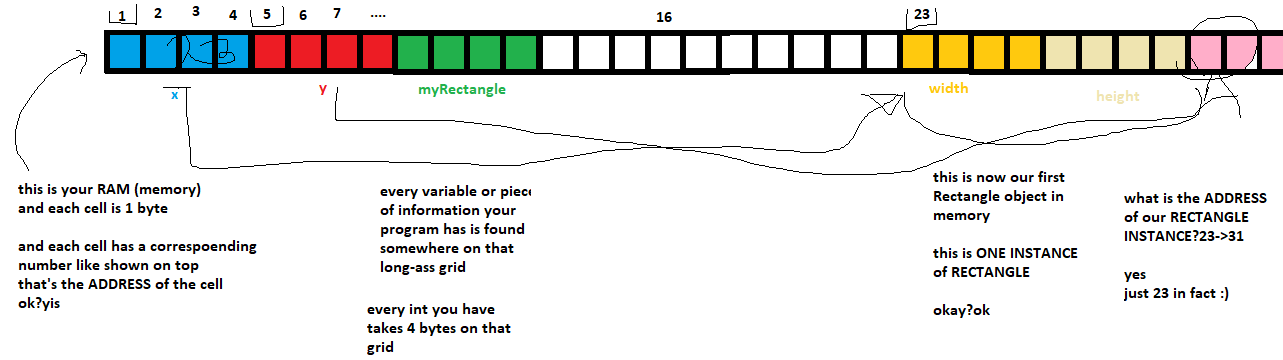 1 2 3 4 5 6 7 .... 16 23
x y myRectangle width height
this is your RAM (memory)
and each cell is 1 byte
and each cell has a correspoending
number like shown on top
that's the ADDRESS of the cell
ok?yis
every variable or piec
of information your
program has is found
somewhere on that
long-ass grid
every int you have
takes 4 bytes on that
grid
this is now our first
Rectangle object in
memory
this is ONE INSTANCE
of RECTANGLE
okay?ok
what is the ADDRESS
of our RECTANGLE
INSTANCE?23->31
yes
just 23 in fact :)